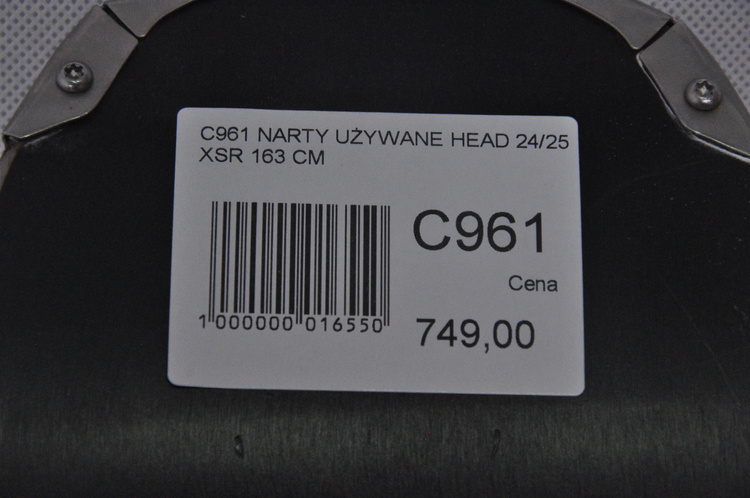 C961 NARTY UŻYWANE HEAD 24/25
XSR 163 CM
C961
Cena
749,00
1 000000 016550